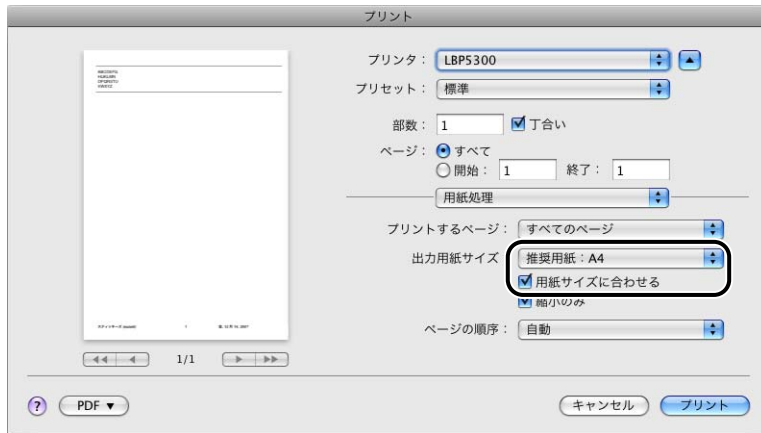 プリント
プリンタ： LBP5300
プリセット： 標準
部数： 1 丁合い
ページ： すべて
開始： 1 終了： 1
用紙処理
プリントするページ： すべてのページ
出力用紙サイズ 推奨用紙：A4
用紙サイズに合わせる
縮小のみ
ページの順序： 自動
1/1
? PDF ▼ キャンセル プリント